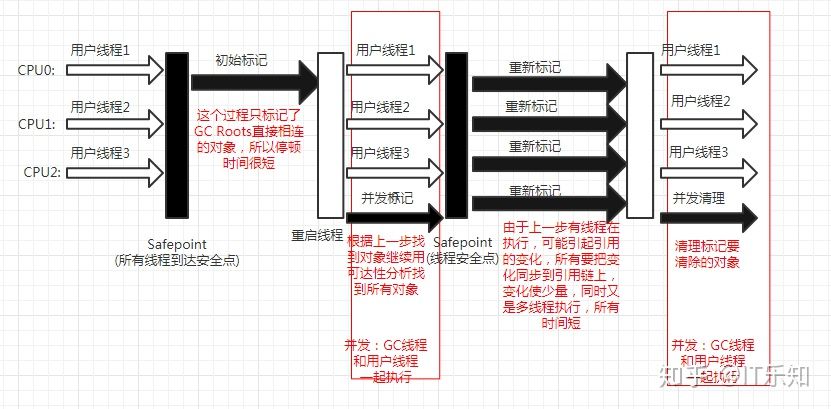 用户线程1
CPU0:
用户线程2
CPU1:
用户线程3
CPU2:
Safepoint
(所有线程到达安全点)
初始标记
这个过程只标记了
GC Roots直接相连
的对象，所以停顿
时间很短
重启线程
用户线程1
用户线程2
用户线程3
并发标记
根据上一步找
到对象继续用
可达性分析找
到所有对象
并发：GC线程
和用户线程
一起执行
Safepoint
(线程安全点)
重新标记
重新标记
重新标记
重新标记
由于上一步有线程在
执行，可能引起引用
的变化，所有要把变
化同步到引用链上，
变化使少量，同时又
是多线程执行，所有
时间短
用户线程1
用户线程2
用户线程3
并发清理
清理标记要
清除的对象
并发：GC线程
和用户线程
一起执行
知乎 @IT乐知